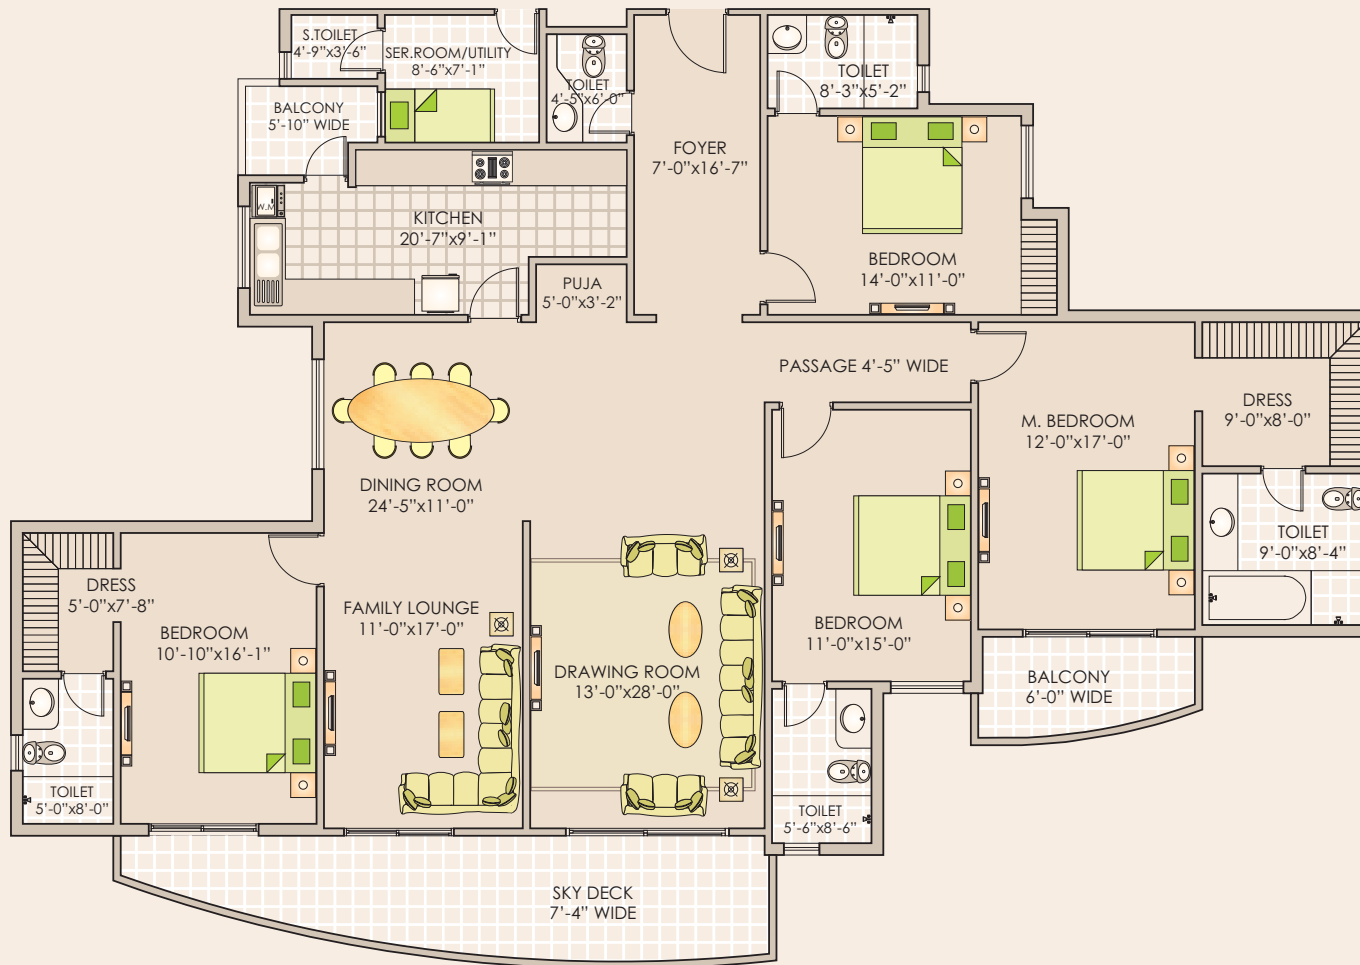 S.TOILET
4'-9"x3'-6"
SER.ROOM/UTILITY
8'-6"x7'-1"
TOILET
4'-5"x6'-0"
TOILET
8'-3"x5'-2"
BALCONY
5'-10" WIDE
FOYER
7'-0"x16'-7"
W.M
KITCHEN
20'-7"x9'-1"
BEDROOM
14'-0"x11'-0"
PUJA
5'-0"x3'-2"
PASSAGE 4'-5" WIDE
M. BEDROOM
12'-0"x17'-0"
DRESS
9'-0"x8'-0"
DINING ROOM
24'-5"x11'-0"
TOILET
9'-0"x8'-4"
DRESS
5'-0"x7'-8"
BEDROOM
10'-10"x16'-1"
FAMILY LOUNGE
11'-0"x17'-0"
DRAWING ROOM
13'-0"x28'-0"
BEDROOM
11'-0"x15'-0"
BALCONY
6'-0" WIDE
TOILET
5'-0"x8'-0"
TOILET
5'-6"x8'-6"
SKY DECK
7'-4" WIDE